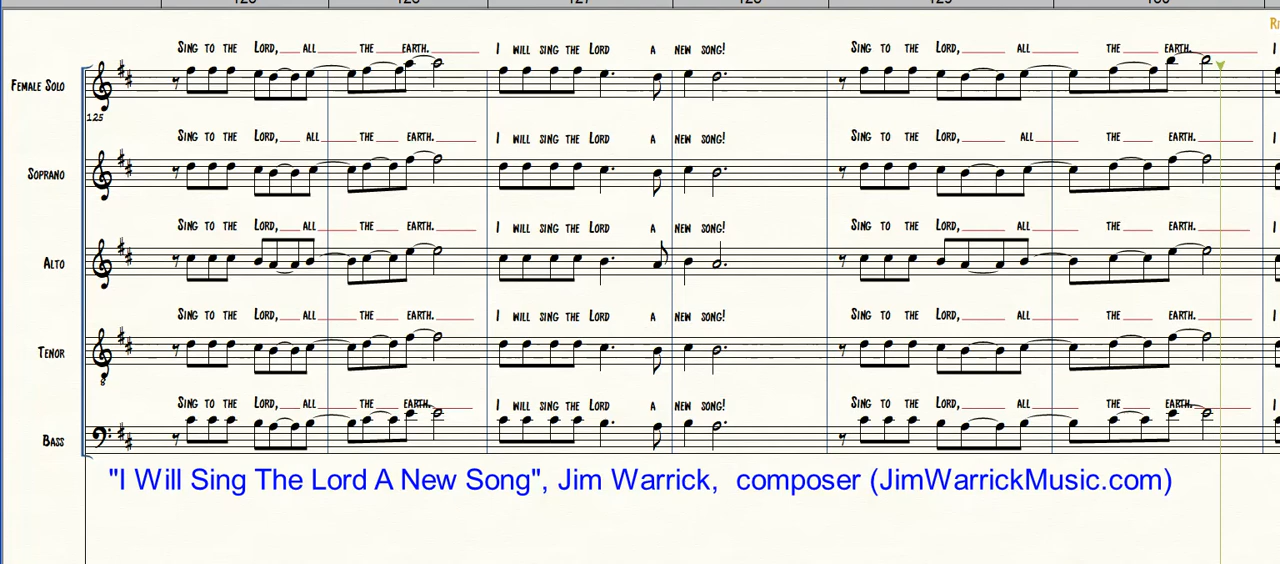 127
SING TO THE LORD, ALL THE EARTH. I WILL SING THE LORD A NEW SONG! SING TO THE LORD, ALL THE EARTH. I
FEMALE SOLO
125
SING TO THE LORD, ALL THE EARTH. I WILL SING THE LORD A NEW SONG! SING TO THE LORD, ALL THE EARTH. I
SOPRANO
SING TO THE LORD, ALL THE EARTH. I WILL SING THE LORD A NEW SONG! SING TO THE LORD, ALL THE EARTH. I
ALTO
SING TO THE LORD, ALL THE EARTH. I WILL SING THE LORD A NEW SONG! SING TO THE LORD, ALL THE EARTH. I
TENOR
8
SING TO THE LORD, ALL THE EARTH. I WILL SING THE LORD A NEW SONG! SING TO THE LORD, ALL THE EARTH. I
BASS
"I Will Sing The Lord A New Song", Jim Warrick, composer (JimWarrickMusic.com)